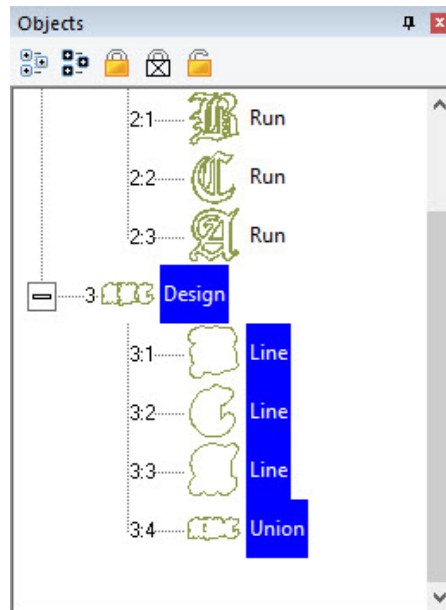 Objects
2:1 B Run
2:2 C Run
2:3 A Run
3 Design
3:1 Line
3:2 Line
3:3 Line
3:4 Union